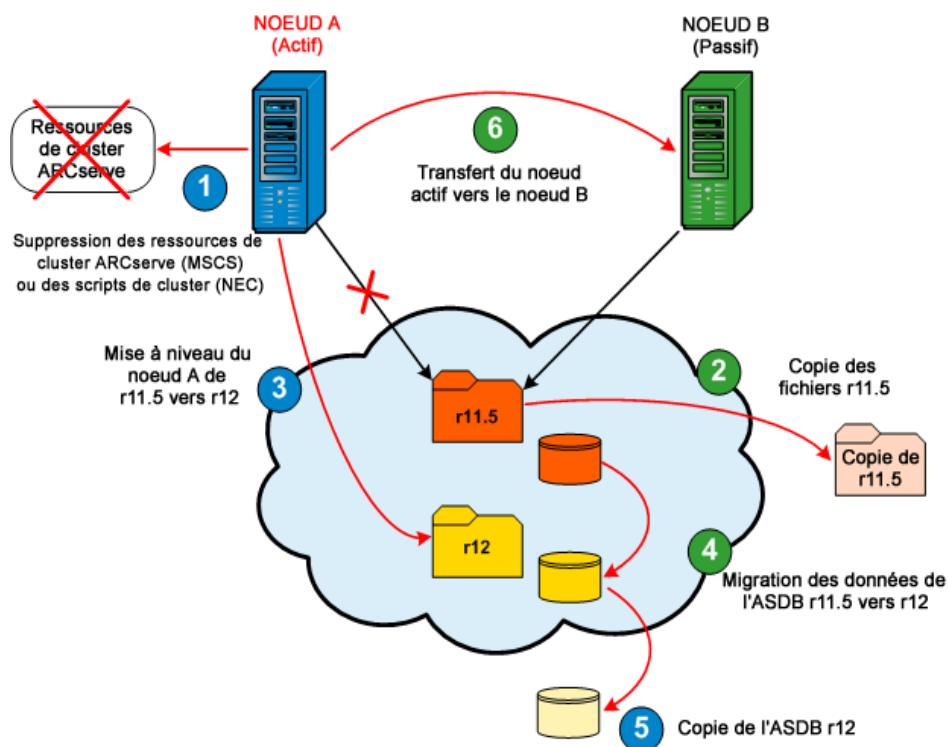 NOEUD A
(Actif)
NOEUD B
(Passif)
Ressources
de cluster
ARCserve
1
6
Transfert du noeud
actif vers le noeud B
Suppression des ressources de
cluster ARCserve (MSCS)
ou des scripts de cluster (NEC)
Mise à niveau du
noeud A de
r11.5 vers r12
3
2
Copie des
fichiers r11.5
r11.5
Copie de
r11.5
r12
4
Migration des données de
l'ASDB r11.5 vers r12
5
Copie de l'ASDB r12